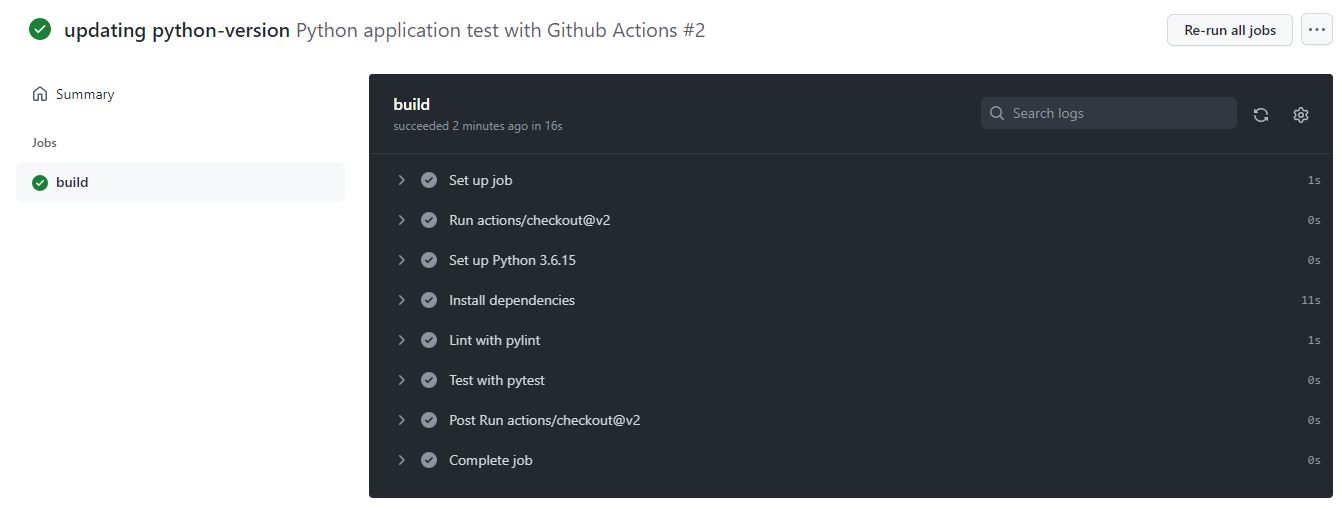 updating python-version Python application test with Github Actions #2
Re-run all jobs
Summary
Jobs
build
build
succeeded 2 minutes ago in 16s
Search logs
Set up job 1s
Run actions/checkout@v2 0s
Set up Python 3.6.15 0s
Install dependencies 11s
Lint with pylint 1s
Test with pytest 0s
Post Run actions/checkout@v2 0s
Complete job 0s